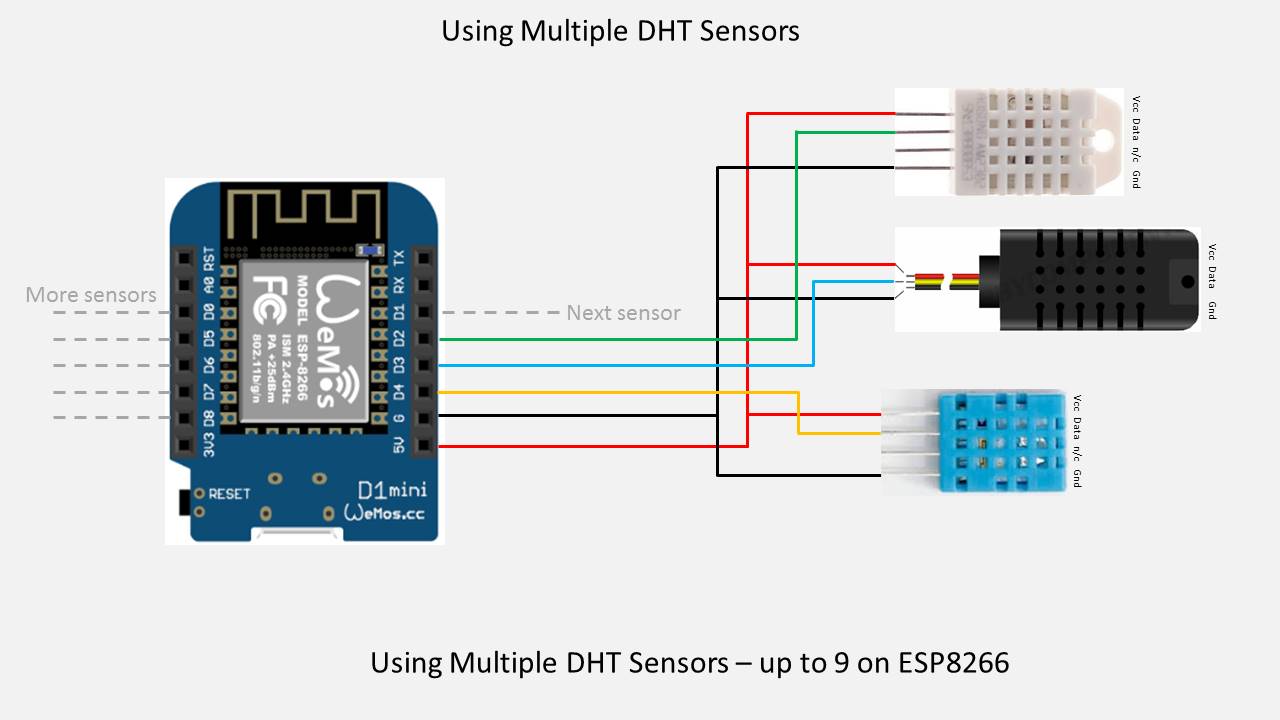 Using Multiple DHT Sensors
Vcc Data n/c Gnd
Vcc Data Gnd
Vcc Data n/c Gnd
More sensors
Next sensor
RST
A0
D0
D5
D6
D7
D8
3V3
TX
RX
D1
D2
D3
D4
G
5V
WeMos
MODEL ESP-8266
ISM 2.4GHz
PA +25dBm
802.11b/g/n
FC
RESET
D1mini
WeMos.cc
Using Multiple DHT Sensors – up to 9 on ESP8266